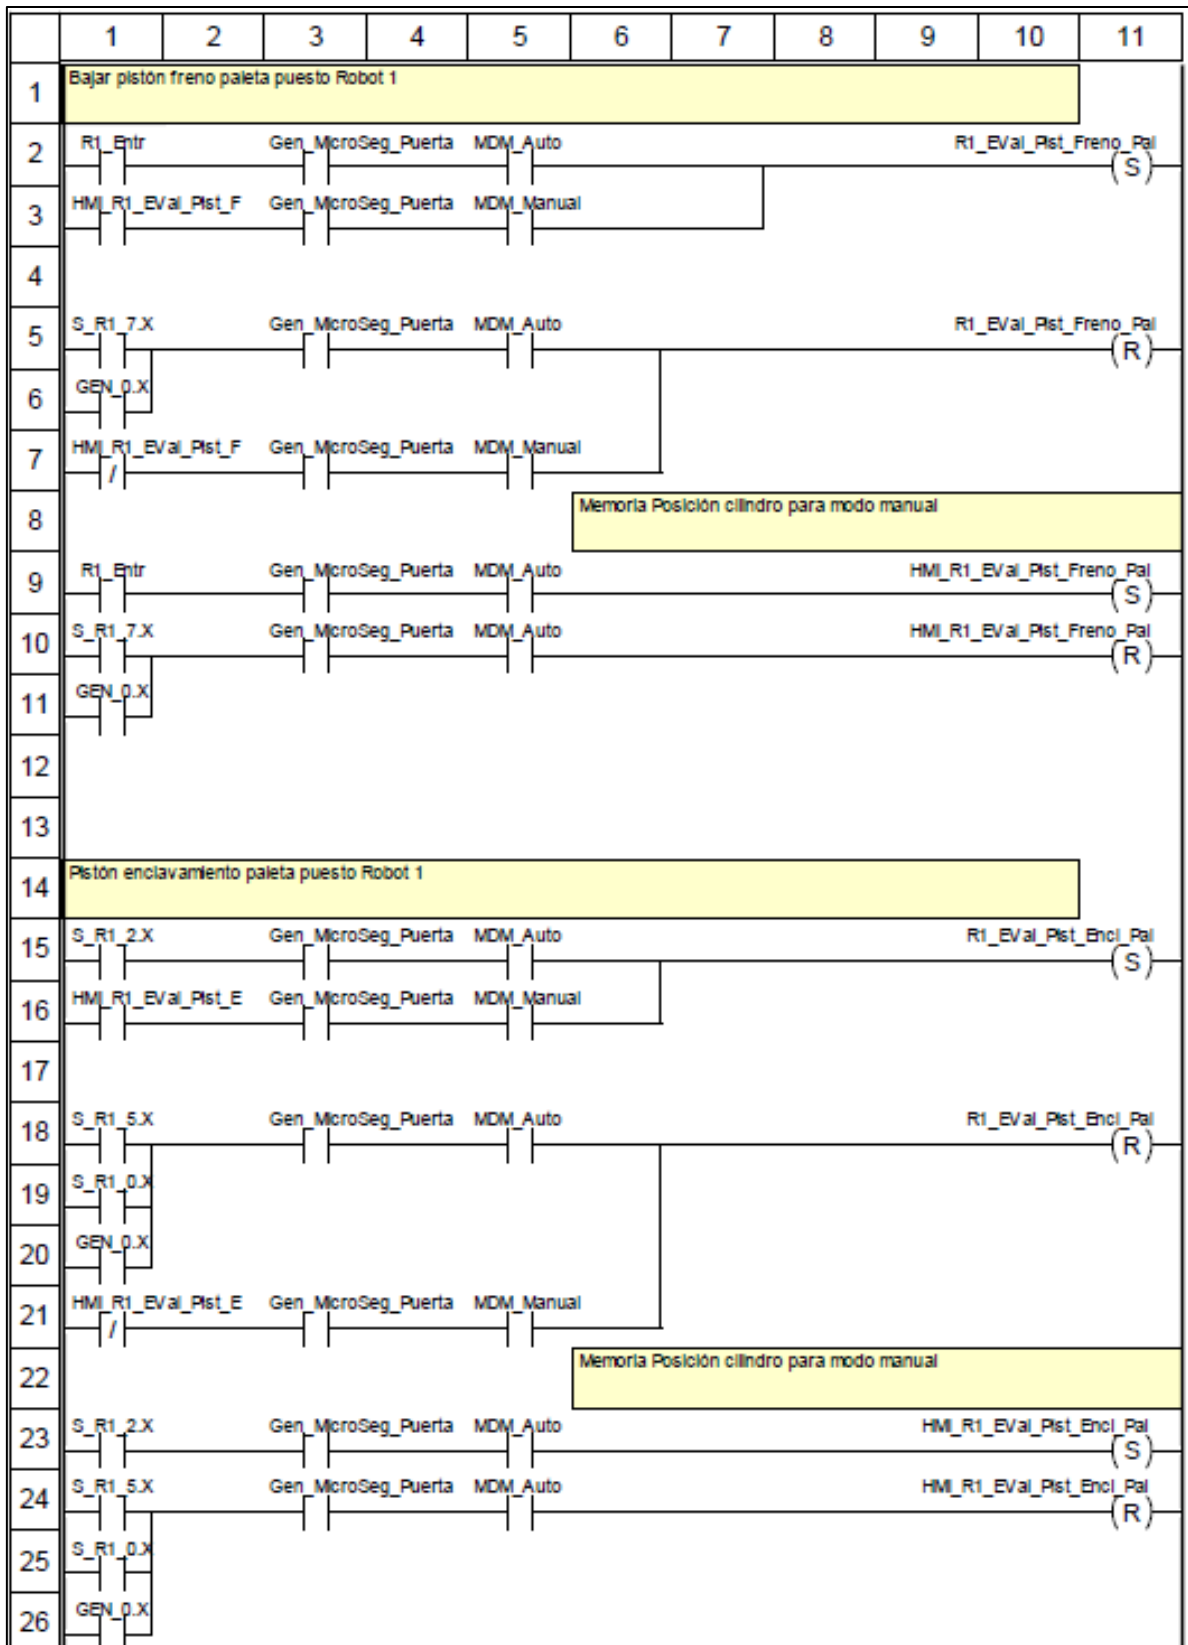 1 2 3 4 5 6 7 8 9 10 11
1 Bajar pistón freno paleta puesto Robot 1
R1_Entr Gen_MicroSeg_Puerta MDM_Auto R1_EVal_Pist_Freno_Pal
2 (S)
HMI_R1_EVal_Pist_F Gen_MicroSeg_Puerta MDM_Manual
3
4
S_R1_7.X Gen_MicroSeg_Puerta MDM_Auto R1_EVal_Pist_Freno_Pal
5 (R)
GEN_0.X
6
HMI_R1_EVal_Pist_F Gen_MicroSeg_Puerta MDM_Manual
7 /
8 Memoria Posición cilindro para modo manual
R1_Entr Gen_MicroSeg_Puerta MDM_Auto HMI_R1_EVal_Pist_Freno_Pal
9 (S)
S_R1_7.X Gen_MicroSeg_Puerta MDM_Auto HMI_R1_EVal_Pist_Freno_Pal
10 (R)
GEN_0.X
11
12
13
14 Pistón enclavamiento paleta puesto Robot 1
S_R1_2.X Gen_MicroSeg_Puerta MDM_Auto R1_EVal_Pist_Encl_Pal
15 (S)
HMI_R1_EVal_Pist_E Gen_MicroSeg_Puerta MDM_Manual
16
17
S_R1_5.X Gen_MicroSeg_Puerta MDM_Auto R1_EVal_Pist_Encl_Pal
18 (R)
S_R1_0.X
19
GEN_0.X
20
HMI_R1_EVal_Pist_E Gen_MicroSeg_Puerta MDM_Manual
21 /
22 Memoria Posición cilindro para modo manual
S_R1_2.X Gen_MicroSeg_Puerta MDM_Auto HMI_R1_EVal_Pist_Encl_Pal
23 (S)
S_R1_5.X Gen_MicroSeg_Puerta MDM_Auto HMI_R1_EVal_Pist_Encl_Pal
24 (R)
S_R1_0.X
25
GEN_0.X
26